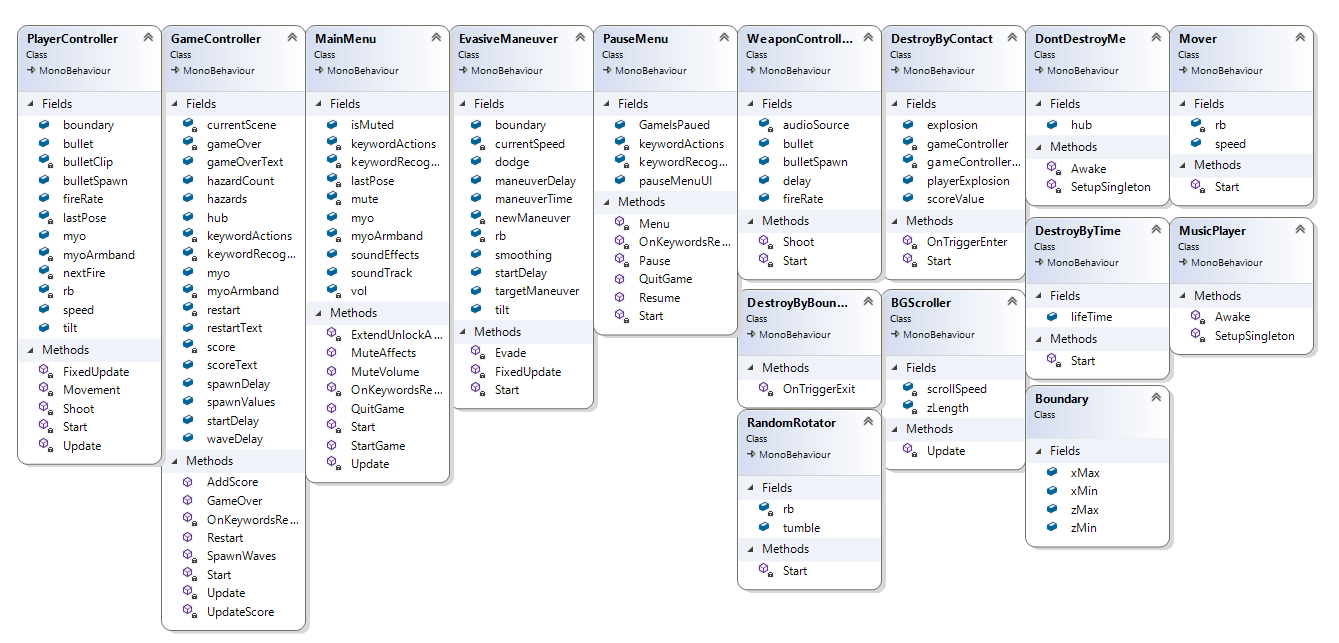 PlayerController
Class
MonoBehaviour
Fields
boundary
bullet
bulletClip
bulletSpawn
fireRate
lastPose
myo
myoArmband
nextFire
rb
speed
tilt
Methods
FixedUpdate
Movement
Shoot
Start
Update
GameController
Class
MonoBehaviour
Fields
currentScene
gameOver
gameOverText
hazardCount
hazards
hub
keywordActions
keywordRecog...
myo
myoArmband
restart
restartText
score
scoreText
spawnDelay
spawnValues
startDelay
waveDelay
Methods
AddScore
GameOver
OnKeywordsRe...
Restart
SpawnWaves
Start
Update
UpdateScore
MainMenu
Class
MonoBehaviour
Fields
isMuted
keywordActions
keywordRecog...
lastPose
mute
myo
myoArmband
soundEffects
soundTrack
vol
Methods
ExtendUnlockA...
MuteAffects
MuteVolume
OnKeywordsRe...
QuitGame
Start
StartGame
Update
EvasiveManeuver
Class
MonoBehaviour
Fields
boundary
currentSpeed
dodge
maneuverDelay
maneuverTime
newManeuver
rb
smoothing
startDelay
targetManeuver
tilt
Methods
Evade
FixedUpdate
Start
PauseMenu
Class
MonoBehaviour
Fields
GameIsPaued
keywordActions
keywordRecog...
pauseMenuUI
Methods
Menu
OnKeywordsRe...
Pause
QuitGame
Resume
Start
WeaponControll...
Class
MonoBehaviour
Fields
audioSource
bullet
bulletSpawn
delay
fireRate
Methods
Shoot
Start
DestroyByBoun...
Class
MonoBehaviour
Methods
OnTriggerExit
RandomRotator
Class
MonoBehaviour
Fields
rb
tumble
Methods
Start
DestroyByContact
Class
MonoBehaviour
Fields
explosion
gameController
gameController...
playerExplosion
scoreValue
Methods
OnTriggerEnter
Start
BGScroller
Class
MonoBehaviour
Fields
scrollSpeed
zLength
Methods
Update
DontDestroyMe
Class
MonoBehaviour
Fields
hub
Methods
Awake
SetupSingleton
DestroyByTime
Class
MonoBehaviour
Fields
lifeTime
Methods
Start
Boundary
Class
Fields
xMax
xMin
zMax
zMin
Mover
Class
MonoBehaviour
Fields
rb
speed
Methods
Start
MusicPlayer
Class
MonoBehaviour
Methods
Awake
SetupSingleton